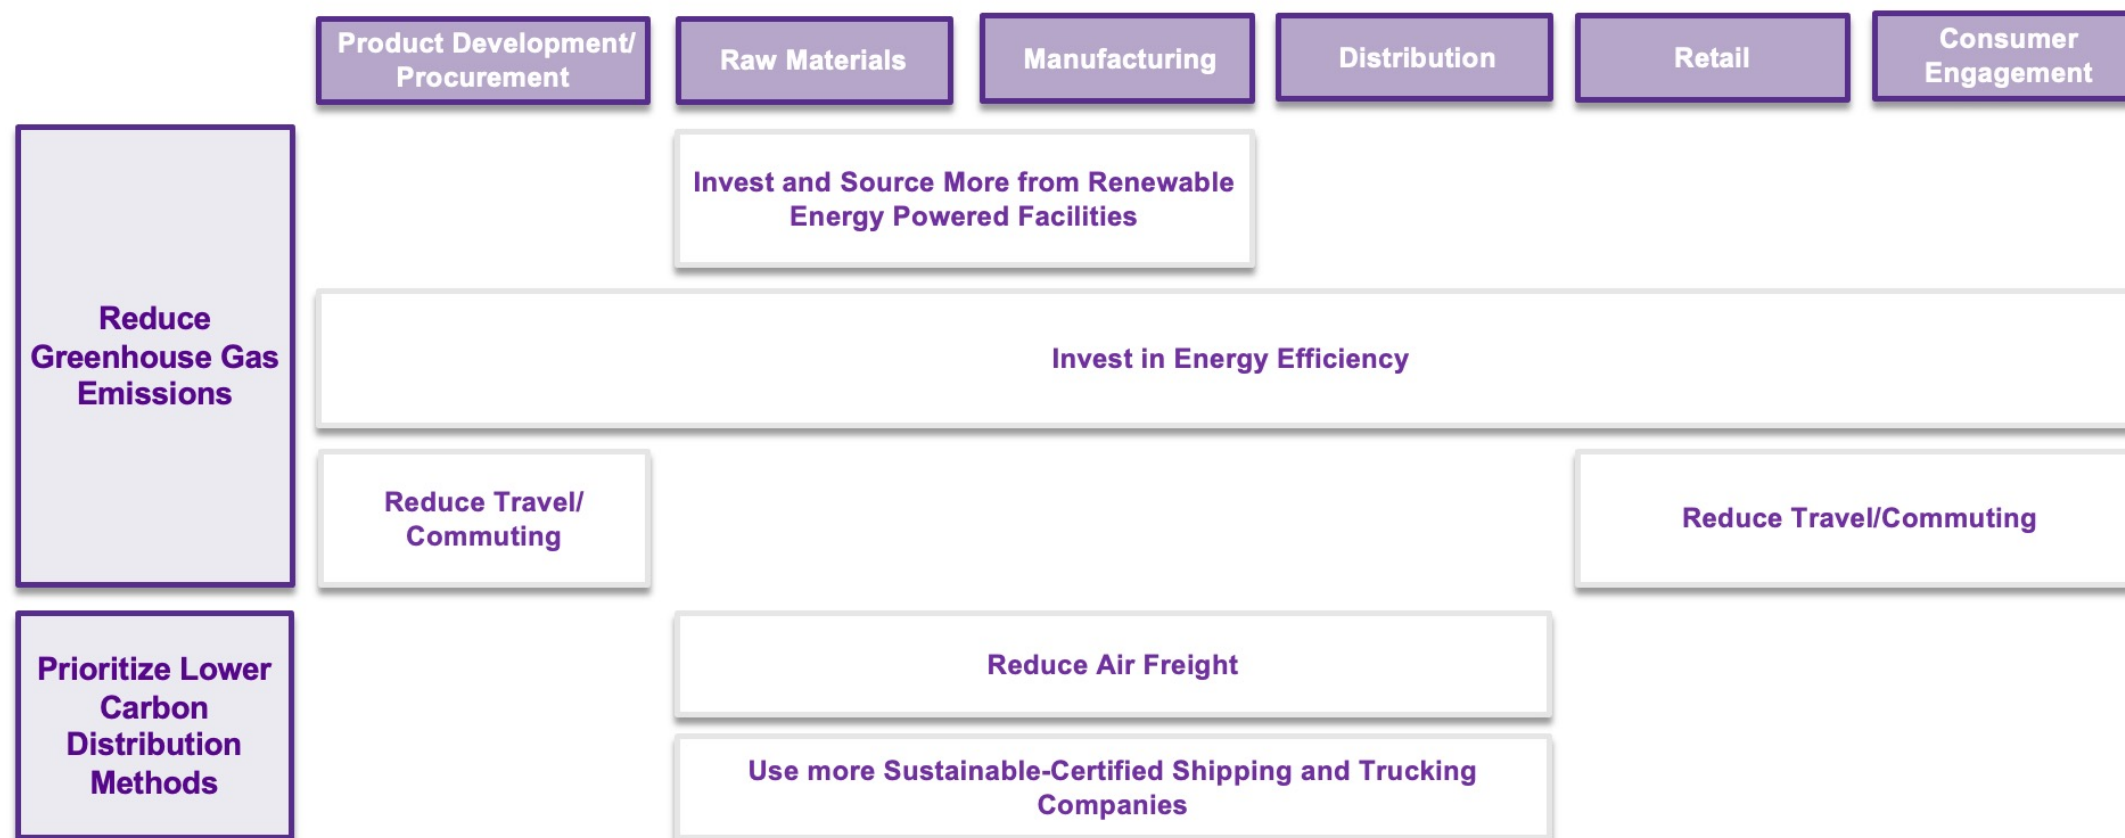 Product Development/
Procurement
Raw Materials
Manufacturing
Distribution
Retail
Consumer
Engagement
Reduce
Greenhouse Gas
Emissions
Invest and Source More from Renewable
Energy Powered Facilities
Invest in Energy Efficiency
Reduce Travel/
Commuting
Reduce Travel/Commuting
Prioritize Lower
Carbon
Distribution
Methods
Reduce Air Freight
Use more Sustainable-Certified Shipping and Trucking
Companies